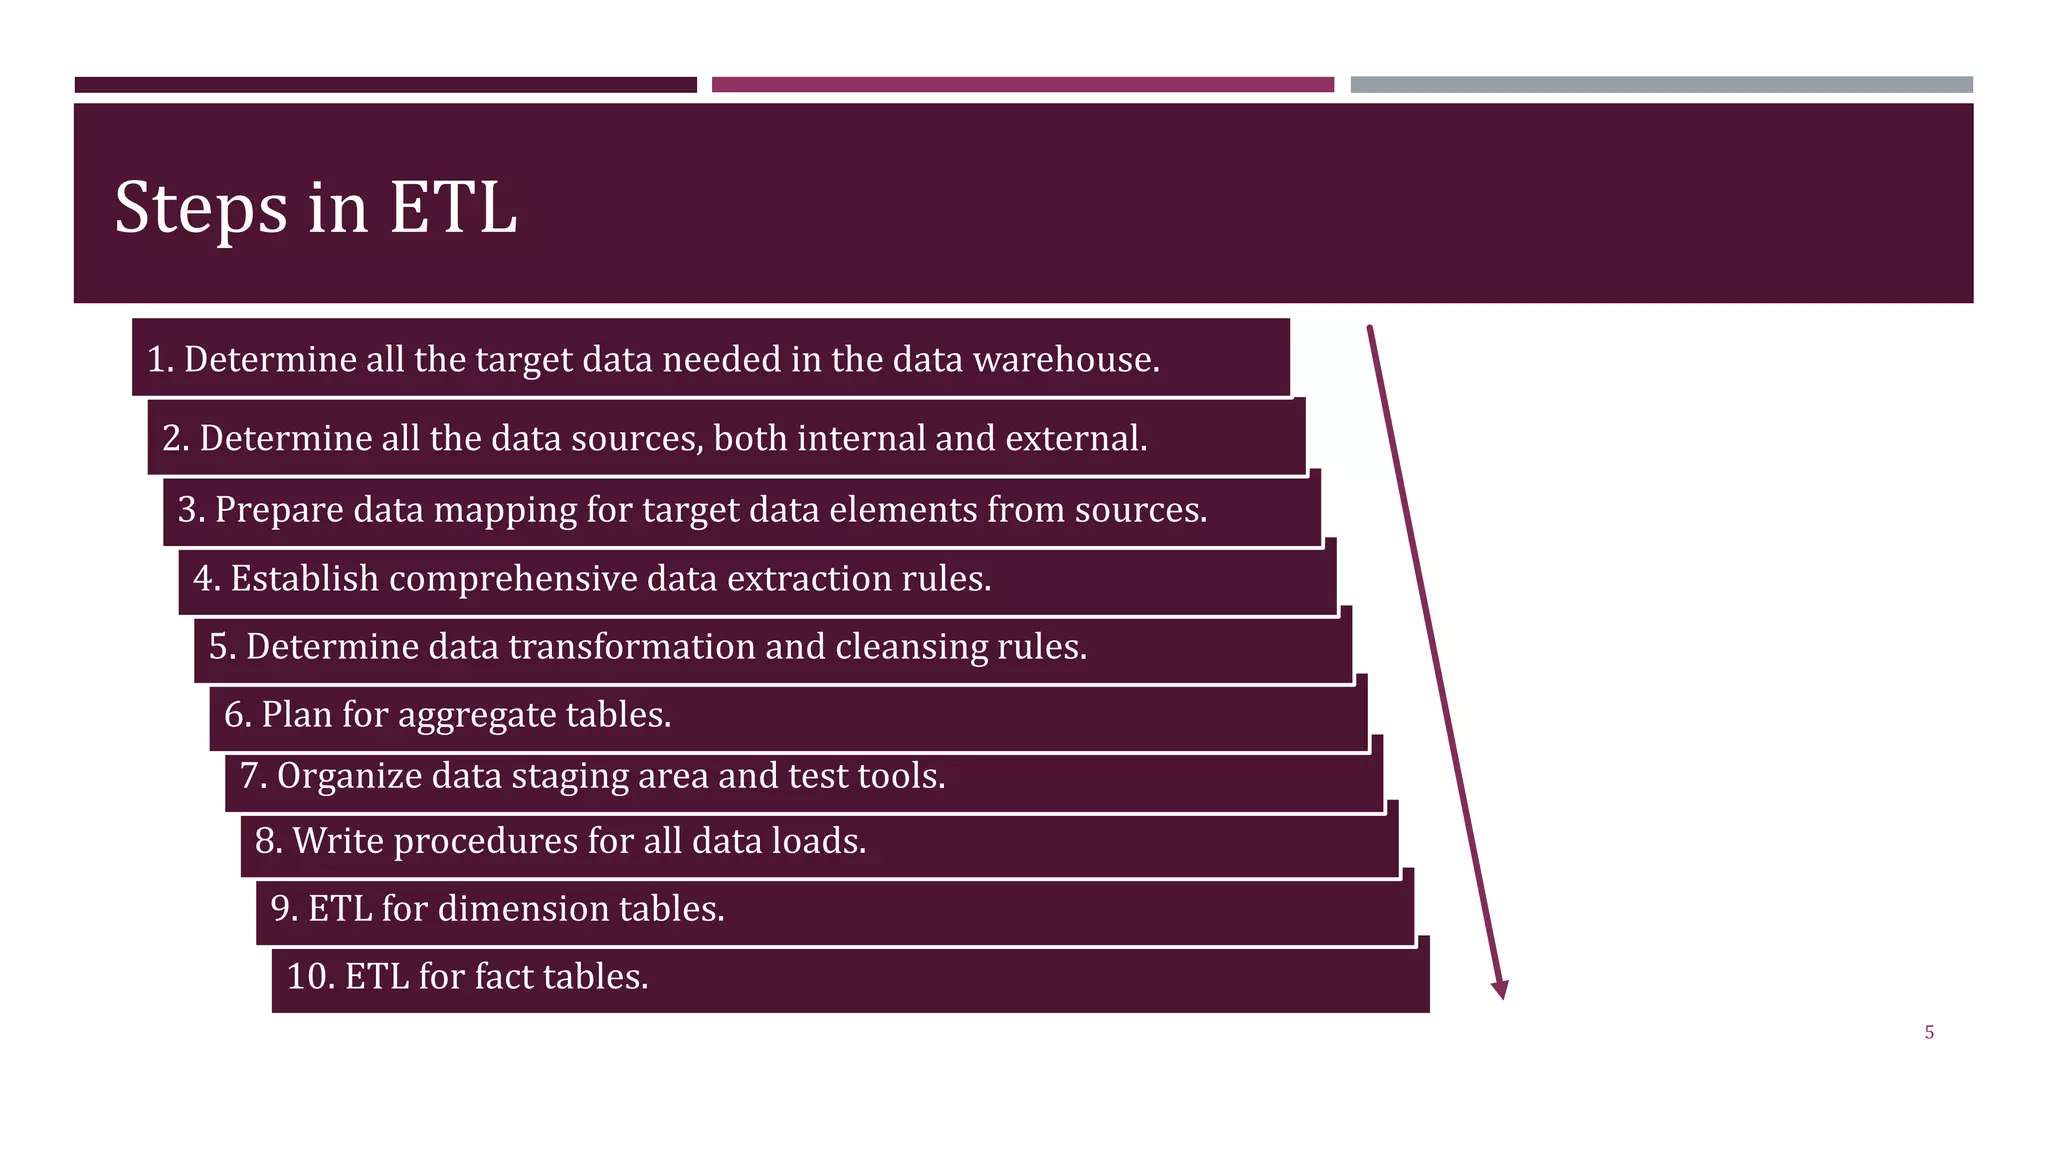 Steps in ETL
1. Determine all the target data needed in the data warehouse.
2. Determine all the data sources, both internal and external.
3. Prepare data mapping for target data elements from sources.
4. Establish comprehensive data extraction rules.
5. Determine data transformation and cleansing rules.
6. Plan for aggregate tables.
7. Organize data staging area and test tools.
8. Write procedures for all data loads.
9. ETL for dimension tables.
10. ETL for fact tables.
5